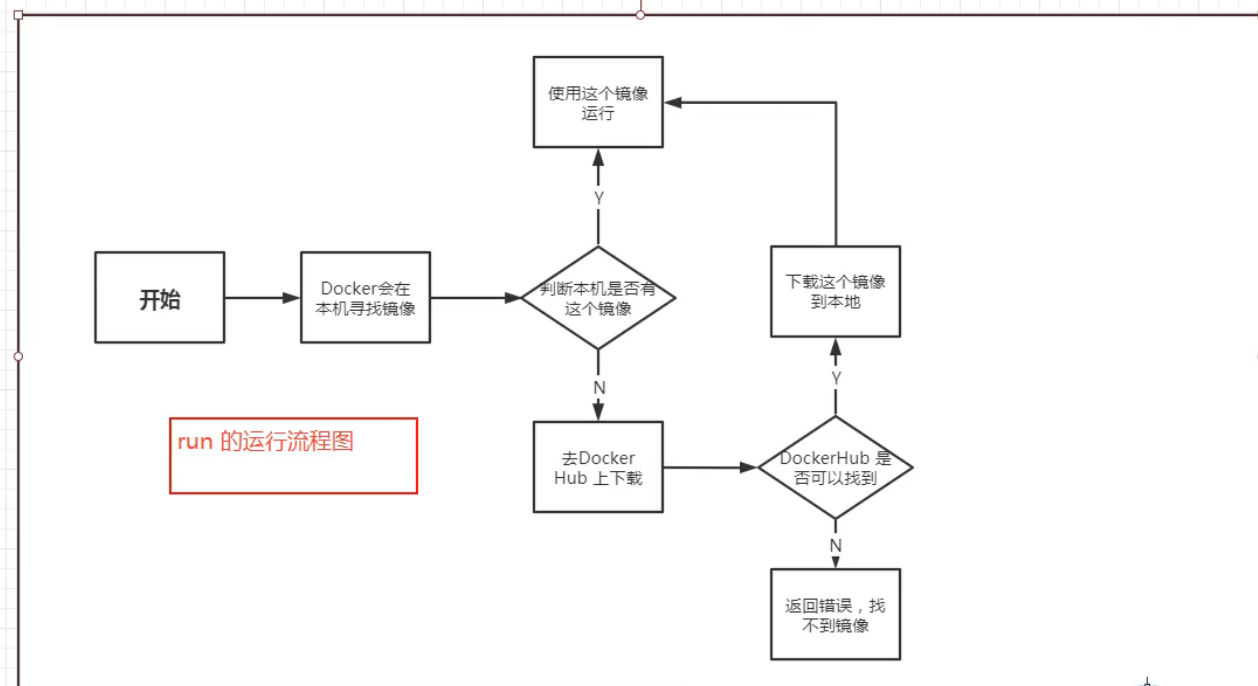 使用这个镜像
运行
Y
开始
Docker会在
本机寻找镜像
判断本机是否有
这个镜像
下载这个镜像
到本地
N
Y
run 的运行流程图
去Docker
Hub 上下载
DockerHub 是
否可以找到
N
返回错误，找
不到镜像